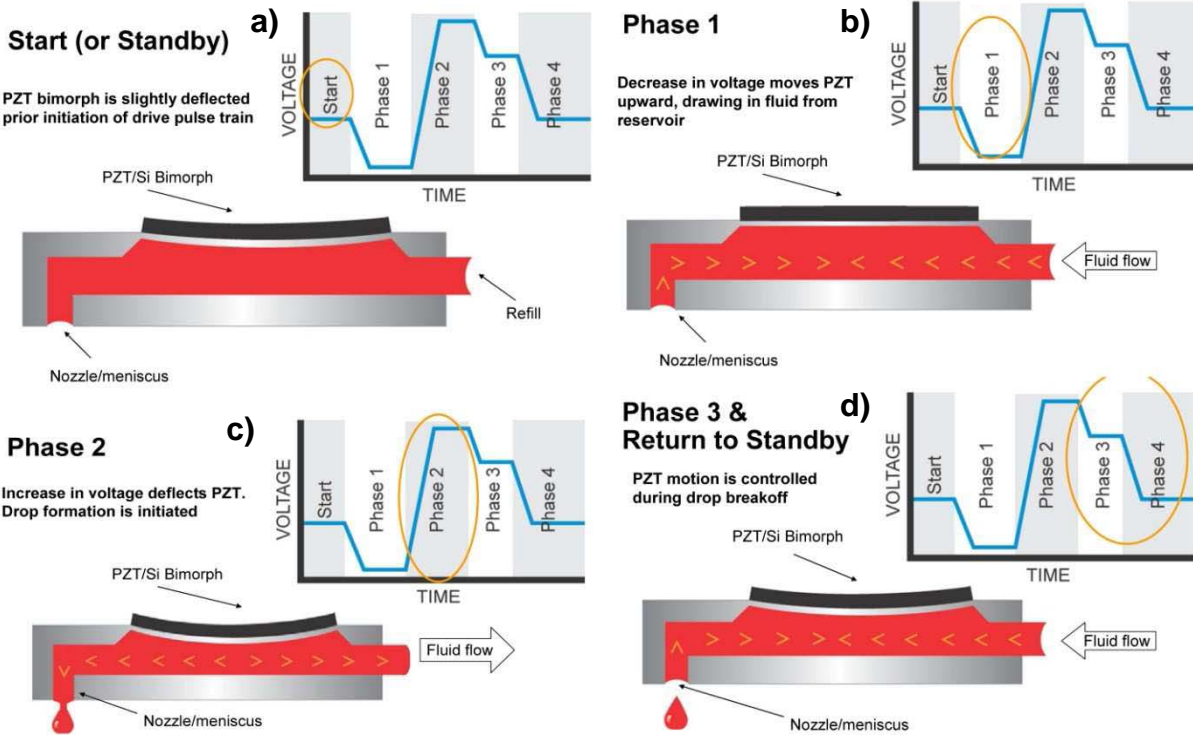 a)
Start (or Standby)
PZT bimorph is slightly deflected
prior initiation of drive pulse train
VOLTAGE
Start
Phase 1
Phase 2
Phase 3
Phase 4
TIME
PZT/Si Bimorph
Refill
Nozzle/meniscus
b)
Phase 1
Decrease in voltage moves PZT
upward, drawing in fluid from
reservoir
VOLTAGE
Start
Phase 1
Phase 2
Phase 3
Phase 4
TIME
PZT/Si Bimorph
Fluid flow
Nozzle/meniscus
c)
Phase 2
Increase in voltage deflects PZT.
Drop formation is initiated
VOLTAGE
Start
Phase 1
Phase 2
Phase 3
Phase 4
TIME
PZT/Si Bimorph
Fluid flow
Nozzle/meniscus
d)
Phase 3 &
Return to Standby
PZT motion is controlled
during drop breakoff
VOLTAGE
Start
Phase 1
Phase 2
Phase 3
Phase 4
TIME
PZT/Si Bimorph
Fluid flow
Nozzle/meniscus